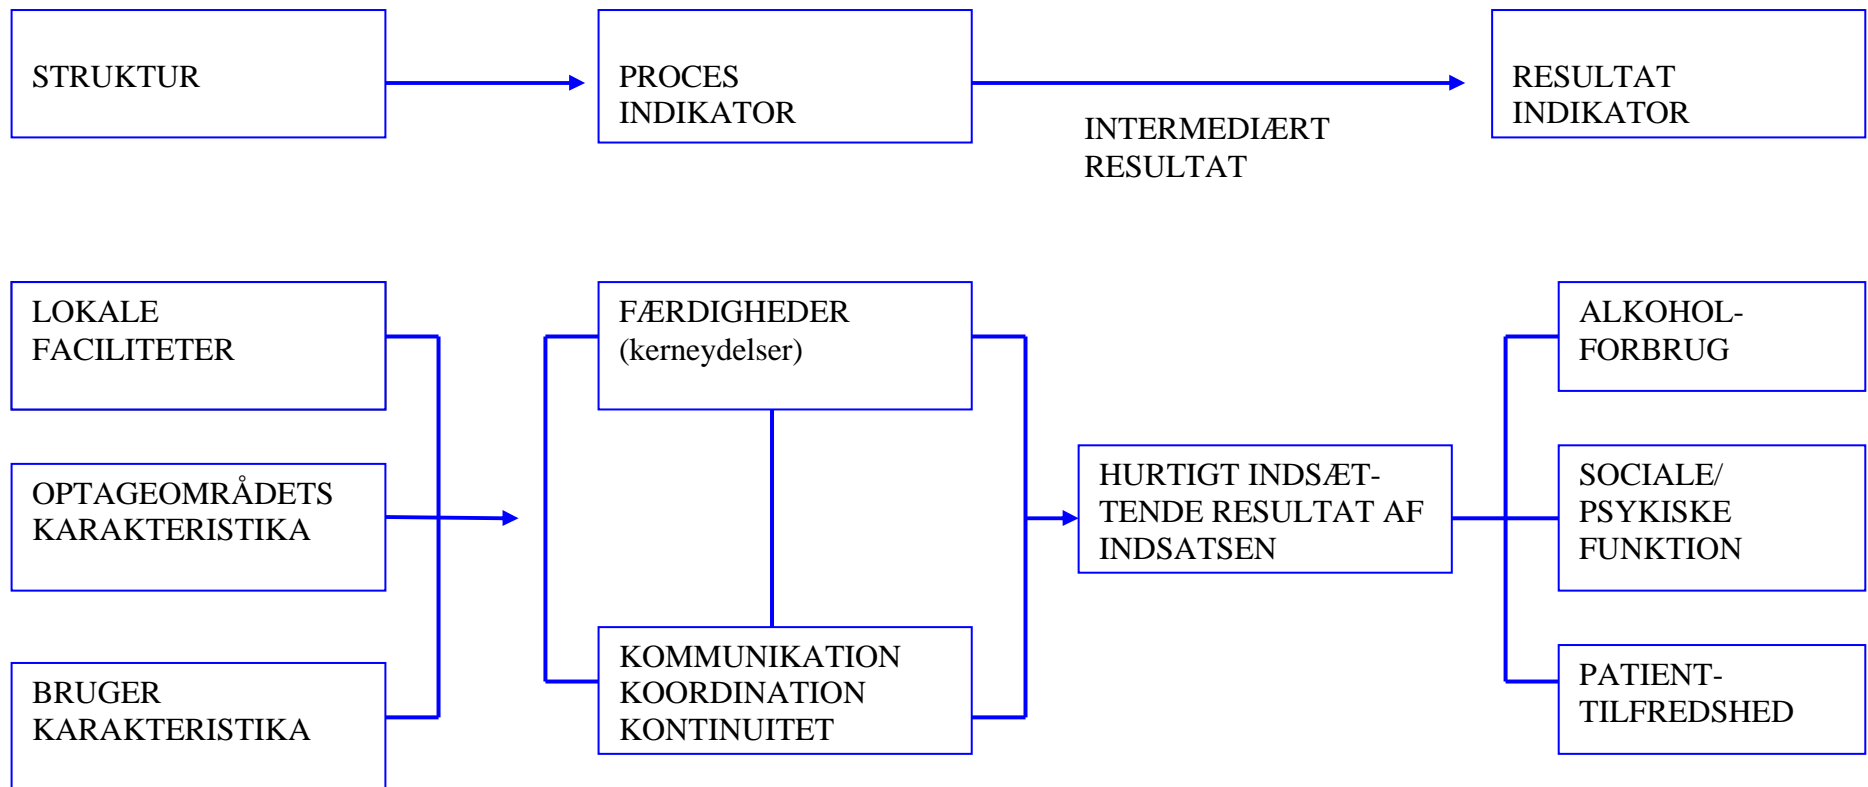 STRUKTUR
PROCES
INDIKATOR
INTERMEDIÆRT
RESULTAT
RESULTAT
INDIKATOR
LOKALE
FACILITETER
OPTAGEOMRÅDETS
KARAKTERISTIKA
BRUGER
KARAKTERISTIKA
FÆRDIGHEDER
(kerneydelser)
KOMMUNIKATION
KOORDINATION
KONTINUITET
HURTIGT INDSÆT-
TENDE RESULTAT AF
INDSATSEN
ALKOHOL-
FORBRUG
SOCIALE/
PSYKISKE
FUNKTION
PATIENT-
TILFREDSHED